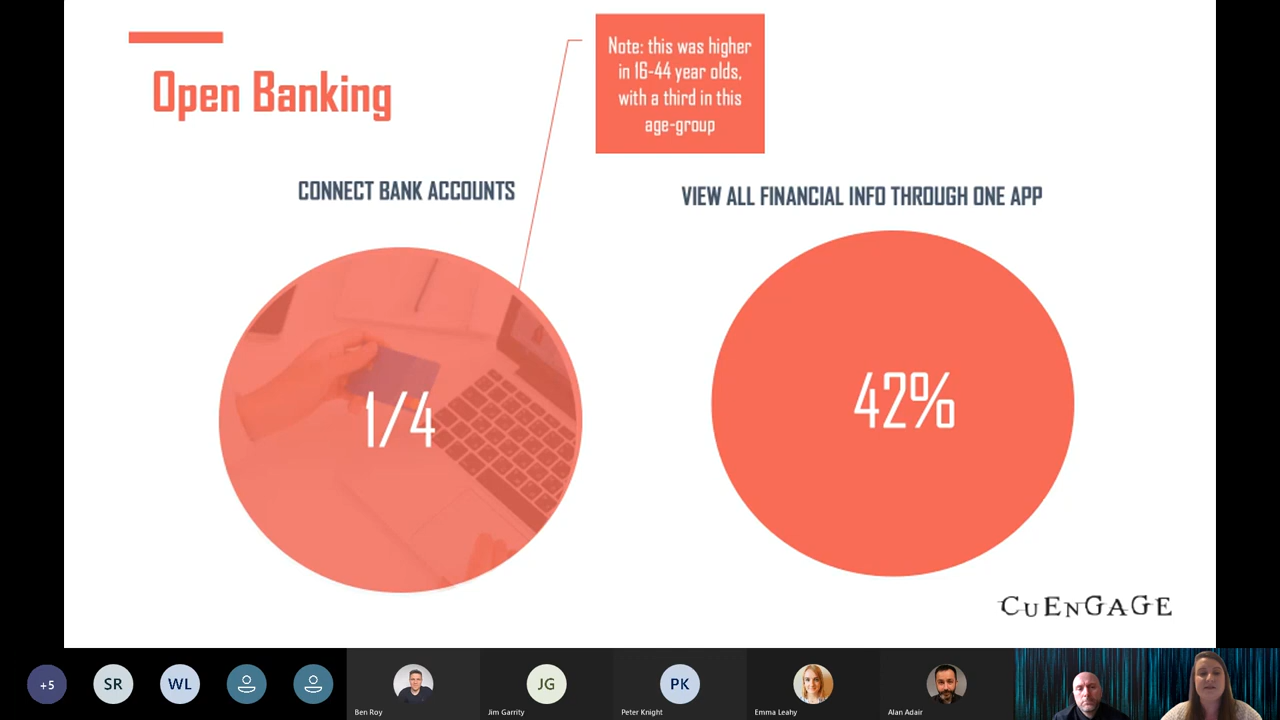 Open Banking
Note: this was higher
in 16-44 year olds,
with a third in this
age-group
CONNECT BANK ACCOUNTS
VIEW ALL FINANCIAL INFO THROUGH ONE APP
1/4
42%
CUENGAGE
+5
SR
WL
JG
PK
Ben Roy
Jim Garrity
Peter Knight
Emma Leahy
Alan Adair